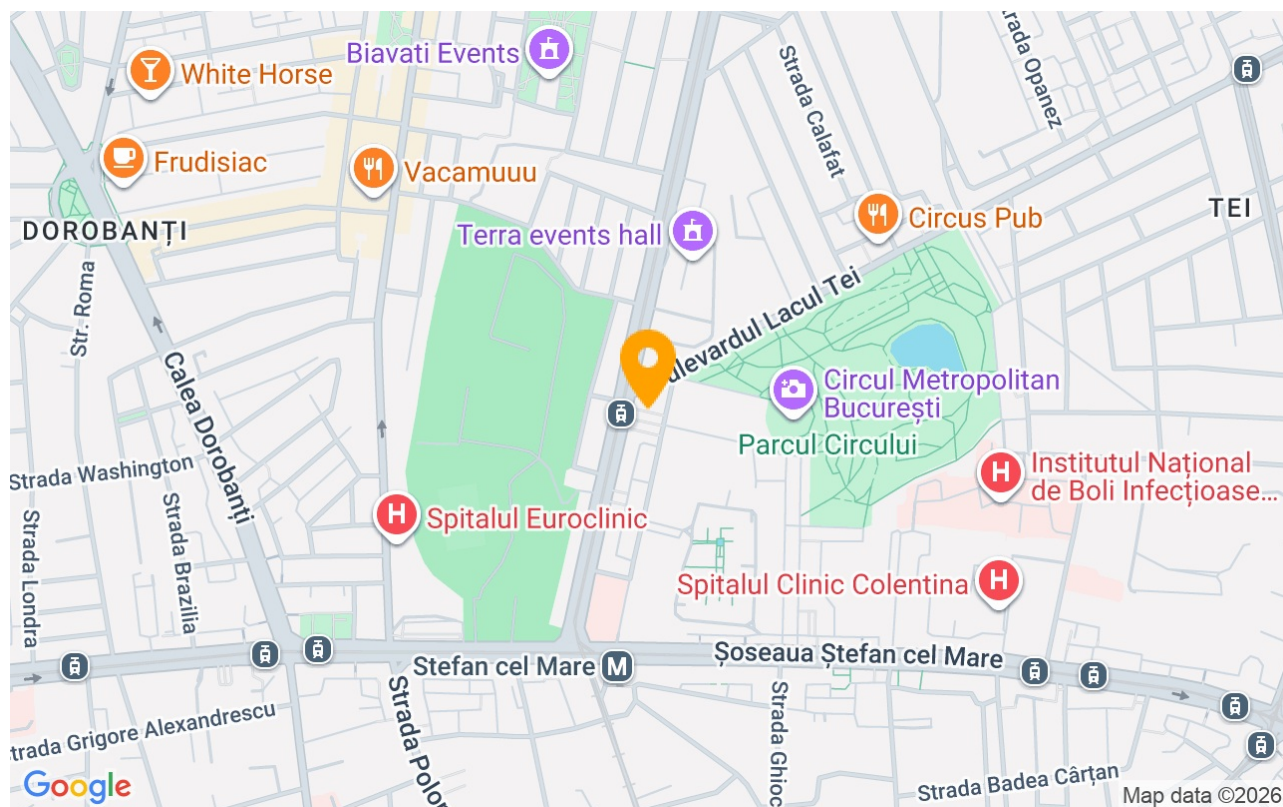 Biavati Events
White Horse
Strada Opanez
Strada Calafat
Frudisiac
Vacamuuu
DOROBANȚI
Terra events hall
Circus Pub
TEI
Str. Roma
Calea Dorobanți
ulevardul Lacul Tei
Circul Metropolitan
București
Parcul Circului
Strada Washington
Strada Brazilia
Strada Londra
Spitalul Euroclinic
Institutul Național
de Boli Infecțioase...
Spitalul Clinic Colentina
Ștefan cel Mare
Șoseaua Ștefan cel Mare
trada Grigore Alexandrescu
Strada Polon
Strada Ghioc
Strada Badea Cârțan
Google
Map data ©2026